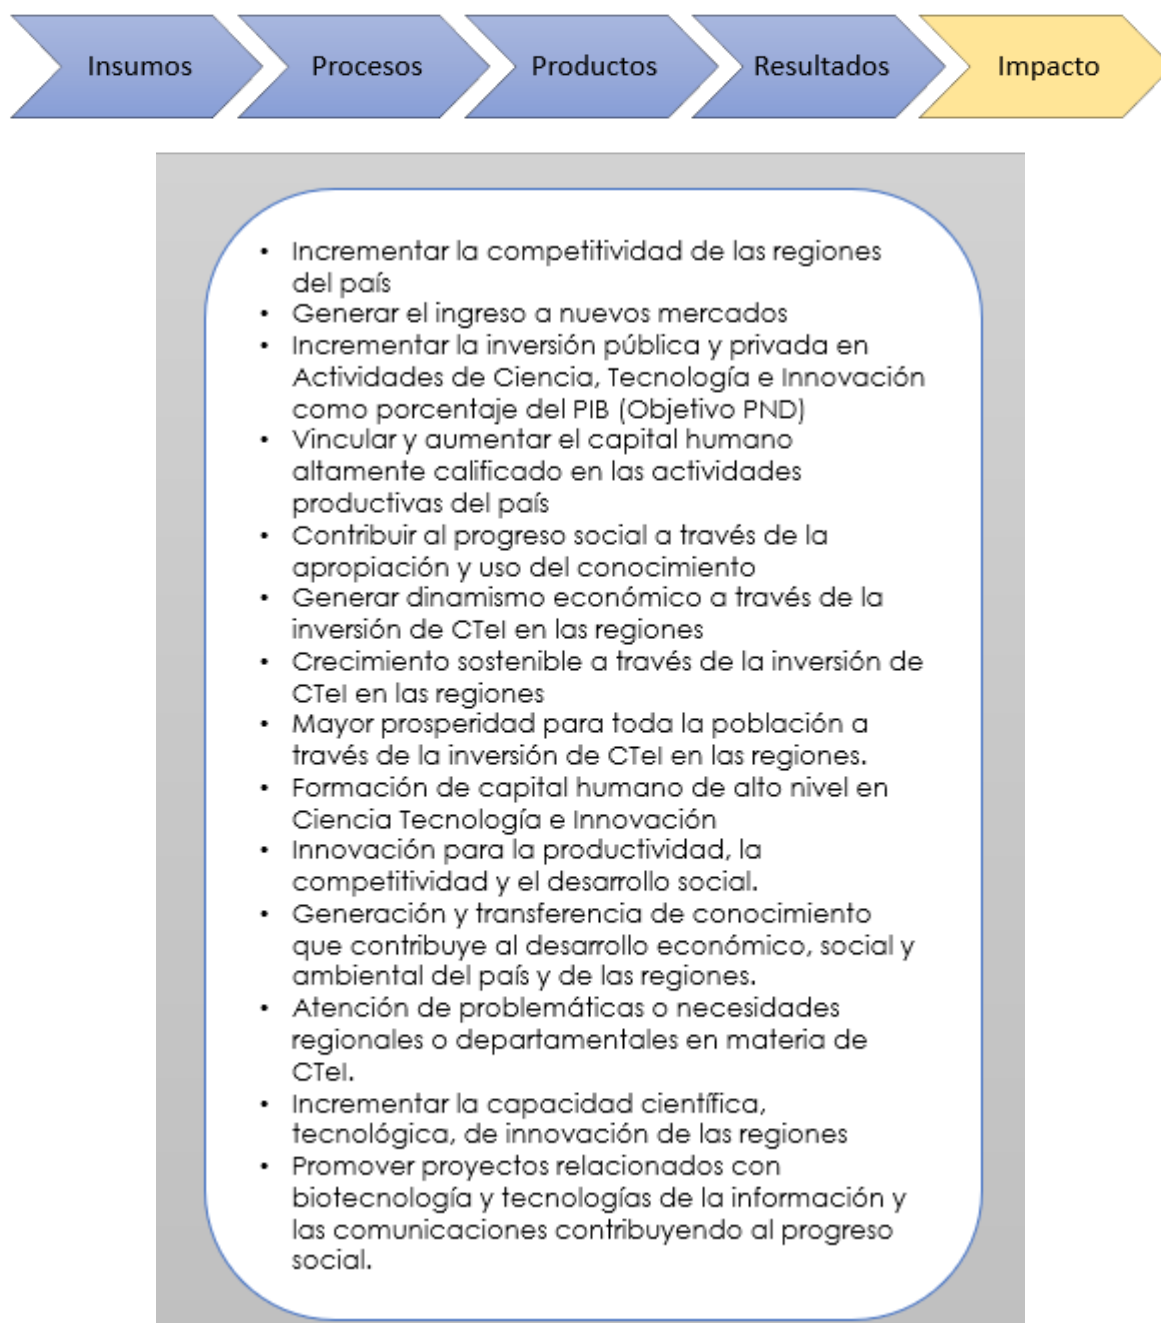 Insumos Procesos Productos Resultados Impacto
• Incrementar la competitividad de las regiones
del país
• Generar el ingreso a nuevos mercados
• Incrementar la inversión pública y privada en
Actividades de Ciencia, Tecnología e Innovación
como porcentaje del PIB (Objetivo PND)
• Vincular y aumentar el capital humano
altamente calificado en las actividades
productivas del país
• Contribuir al progreso social a través de la
apropiación y uso del conocimiento
• Generar dinamismo económico a través de la
inversión de CTeI en las regiones
• Crecimiento sostenible a través de la inversión de
CTeI en las regiones
• Mayor prosperidad para toda la población a
través de la inversión de CTeI en las regiones.
• Formación de capital humano de alto nivel en
Ciencia Tecnología e Innovación
• Innovación para la productividad, la
competitividad y el desarrollo social.
• Generación y transferencia de conocimiento
que contribuye al desarrollo económico, social y
ambiental del país y de las regiones.
• Atención de problemáticas o necesidades
regionales o departamentales en materia de
CTeI.
• Incrementar la capacidad científica,
tecnológica, de innovación de las regiones
• Promover proyectos relacionados con
biotecnología y tecnologías de la información y
las comunicaciones contribuyendo al progreso
social.